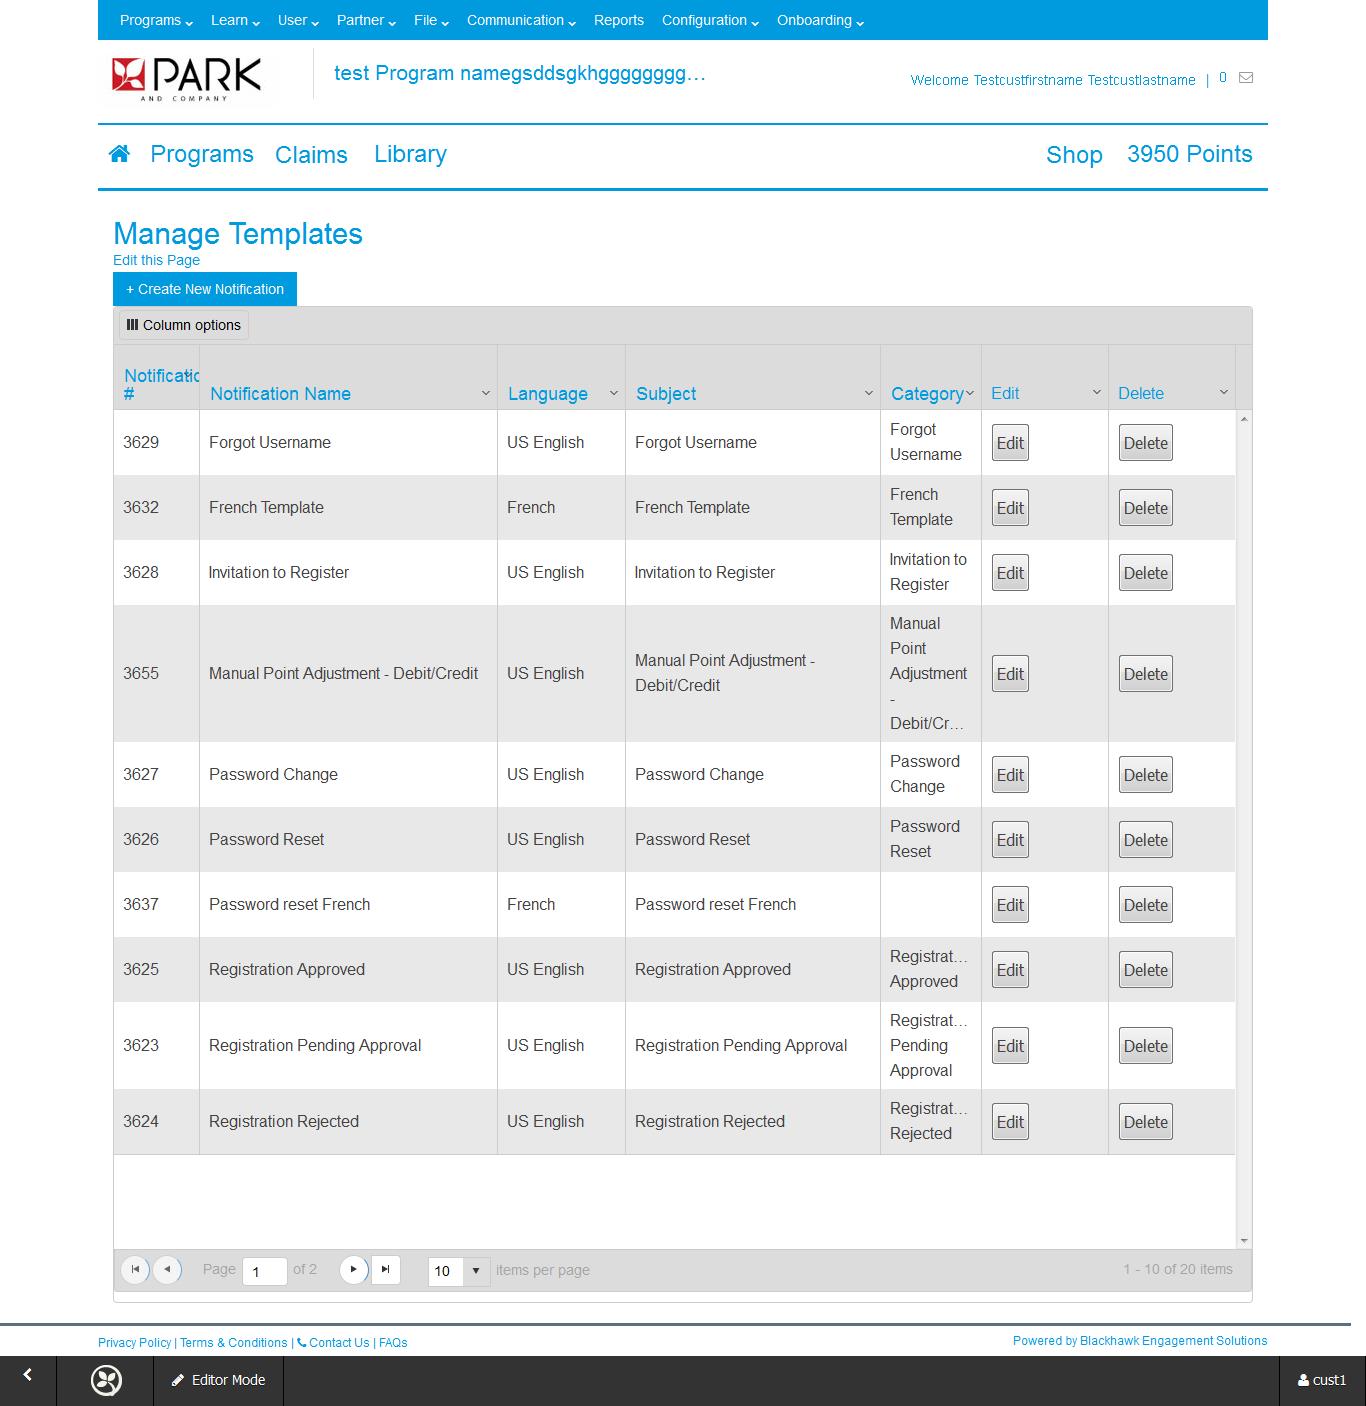 Programs Learn User Partner File Communication Reports Configuration Onboarding
PARK
AND COMPANY
test Program namegsddsgkhgggggggg…
Welcome Testcustfirstname Testcustlastname | 0
Programs Claims Library Shop 3950 Points
Manage Templates
Edit this Page
+ Create New Notification
Column options
# Notification Name Language Subject Category Edit Delete
3629 Forgot Username US English Forgot Username Forgot Username Edit Delete
3632 French Template French French Template French Template Edit Delete
3628 Invitation to Register US English Invitation to Register Invitation to Register Edit Delete
3655 Manual Point Adjustment - Debit/Credit US English Manual Point Adjustment - Debit/Credit Manual Point Adjustment - Debit/Cr… Edit Delete
3627 Password Change US English Password Change Password Change Edit Delete
3626 Password Reset US English Password Reset Password Reset Edit Delete
3637 Password reset French French Password reset French Edit Delete
3625 Registration Approved US English Registration Approved Registrat… Approved Edit Delete
3623 Registration Pending Approval US English Registration Pending Approval Registrat… Pending Approval Edit Delete
3624 Registration Rejected US English Registration Rejected Registrat… Rejected Edit Delete
Page 1 of 2 10 items per page 1 - 10 of 20 items
Privacy Policy | Terms & Conditions | Contact Us | FAQs Powered by Blackhawk Engagement Solutions
Editor Mode cust1